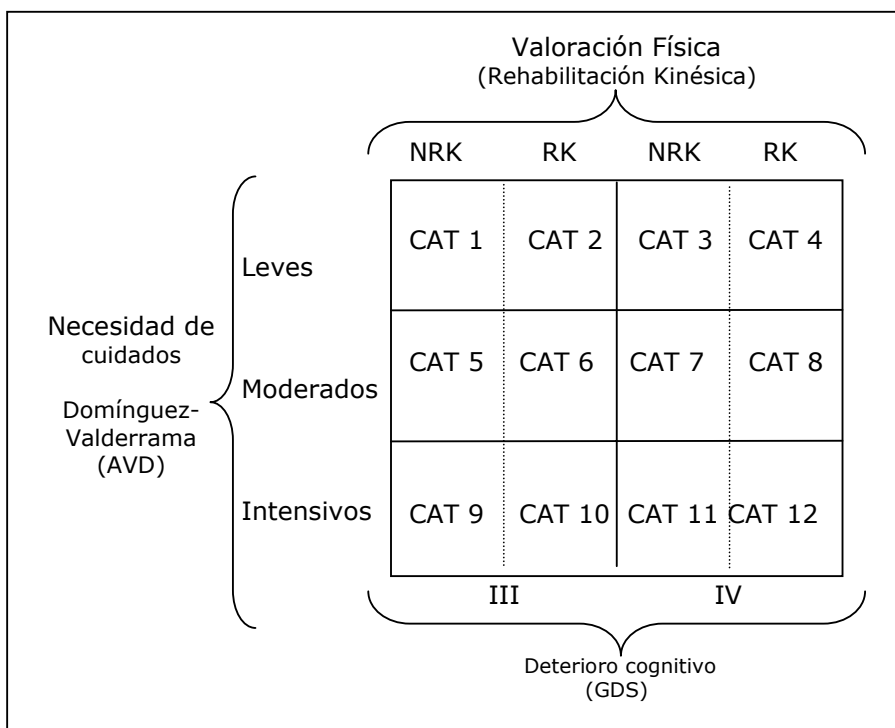 Valoración Física
(Rehabilitación Kinésica)
NRK RK NRK RK
Necesidad de
cuidados
Domínguez-
Valderrama
(AVD)
Leves
CAT 1 CAT 2 CAT 3 CAT 4
Moderados
CAT 5 CAT 6 CAT 7 CAT 8
Intensivos
CAT 9 CAT 10 CAT 11 CAT 12
III IV
Deterioro cognitivo
(GDS)